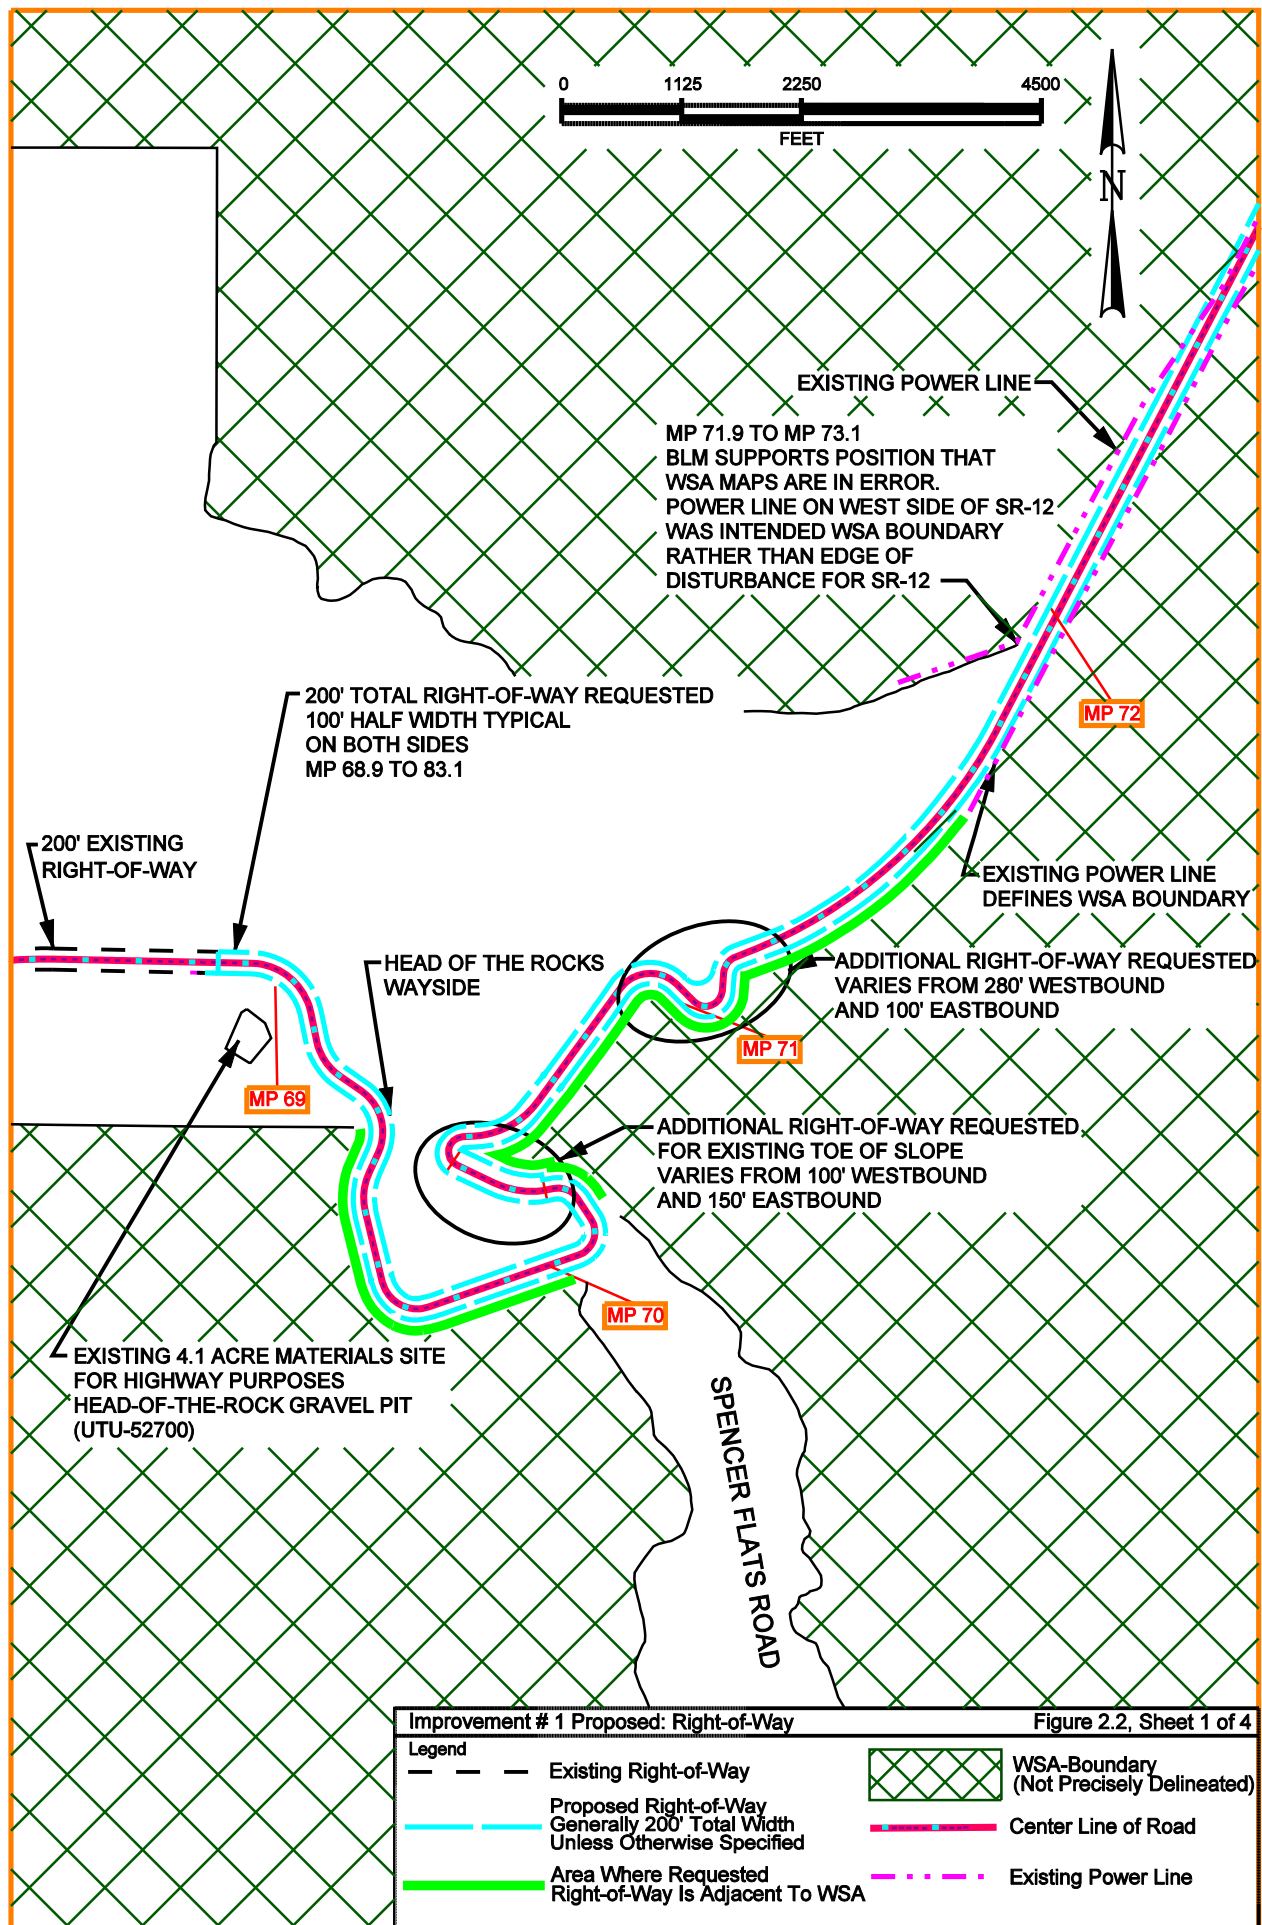 0 1125 2250 4500
FEET
N
EXISTING POWER LINE
MP 71.9 TO MP 73.1
BLM SUPPORTS POSITION THAT
WSA MAPS ARE IN ERROR.
POWER LINE ON WEST SIDE OF SR-12
WAS INTENDED WSA BOUNDARY
RATHER THAN EDGE OF
DISTURBANCE FOR SR-12
200' TOTAL RIGHT-OF-WAY REQUESTED
100' HALF WIDTH TYPICAL
ON BOTH SIDES
MP 68.9 TO 83.1
MP 72
200' EXISTING
RIGHT-OF-WAY
EXISTING POWER LINE
DEFINES WSA BOUNDARY
HEAD OF THE ROCKS
WAYSIDE
ADDITIONAL RIGHT-OF-WAY REQUESTED
VARIES FROM 280' WESTBOUND
AND 100' EASTBOUND
MP 71
MP 69
ADDITIONAL RIGHT-OF-WAY REQUESTED
FOR EXISTING TOE OF SLOPE
VARIES FROM 100' WESTBOUND
AND 150' EASTBOUND
MP 70
EXISTING 4.1 ACRE MATERIALS SITE
FOR HIGHWAY PURPOSES
HEAD-OF-THE-ROCK GRAVEL PIT
(UTU-52700)
SPENCER FLATS ROAD
Improvement # 1 Proposed: Right-of-Way
Figure 2.2, Sheet 1 of 4
Legend
Existing Right-of-Way
Proposed Right-of-Way
Generally 200' Total Width
Unless Otherwise Specified
Area Where Requested
Right-of-Way Is Adjacent To WSA
WSA-Boundary
(Not Precisely Delineated)
Center Line of Road
Existing Power Line